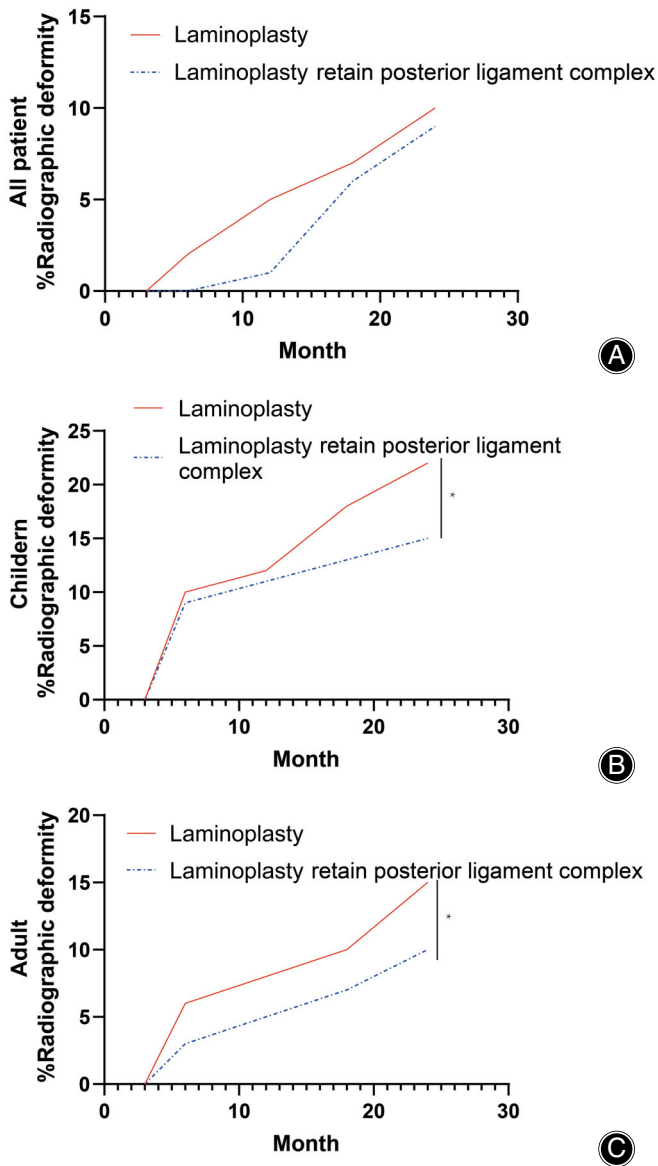 15
Laminoplasty
Laminoplasty retain posterior ligament complex
10
5
0
All patient
%Radiographic deformity
0 10 20 30
Month
A
Laminoplasty
25
Laminoplasty retain posterior ligament
complex
20
*
15
10
5
0
Childern
%Radiographic deformity
0 10 20 30
Month
B
20
Laminoplasty
Laminoplasty retain posterior ligament complex
15
*
10
5
0
Adult
%Radiographic deformity
0 10 20 30
Month
C